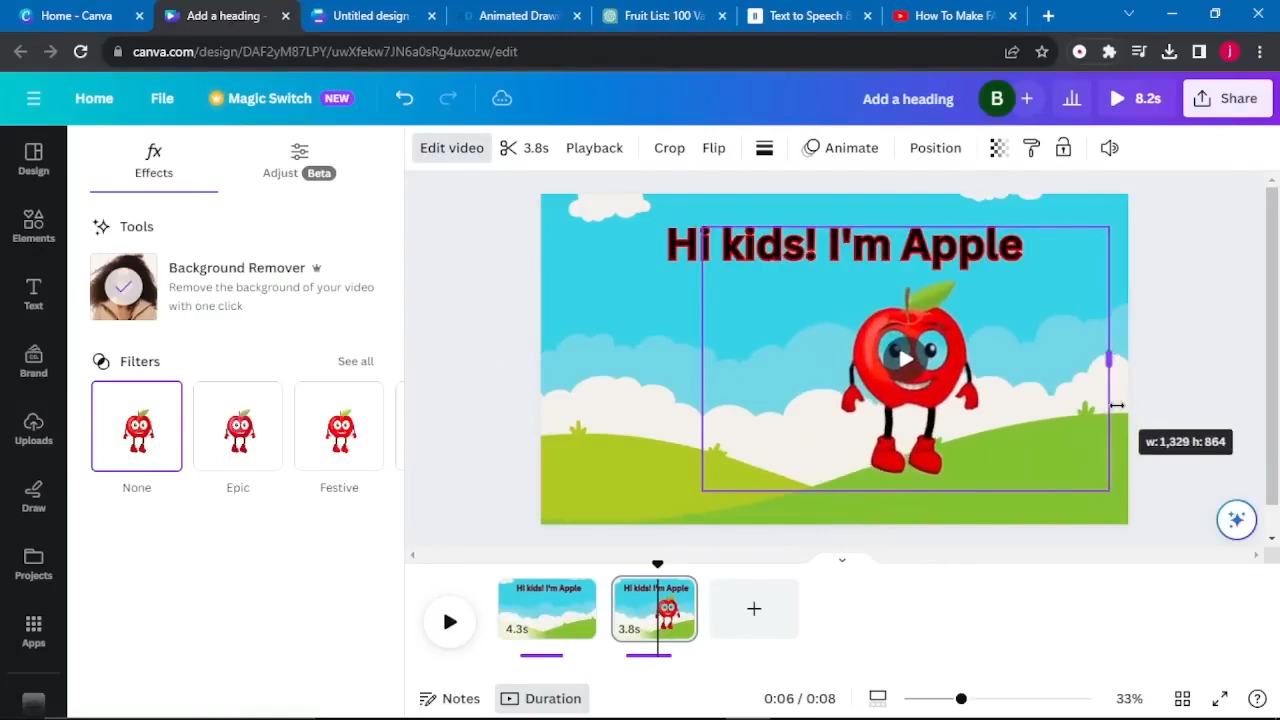 Home - Canva
Add a heading -
Untitled design -
Animated Drawi
Fruit List: 100 Va
Text to Speech &
How To Make FA
canva.com/design/DAF2yM87LPY/uwXfekw7JN6a0sRg4uxozw/edit
j
Home
File
Magic Switch
NEW
Add a heading
B
8.2s
Share
Design
Elements
Text
Brand
Uploads
Draw
Projects
Apps
fx
Effects
Adjust Beta
Edit video
3.8s
Playback
Crop
Flip
Animate
Position
Tools
Background Remover
Remove the background of your video
with one click
Filters
See all
None
Epic
Festive
Hi kids! I'm Apple
w:1,329 h: 864
Hi kids! I'm Apple
4.3s
Hi kids! I'm Apple
3.8s
Notes
Duration
0:06 / 0:08
33%